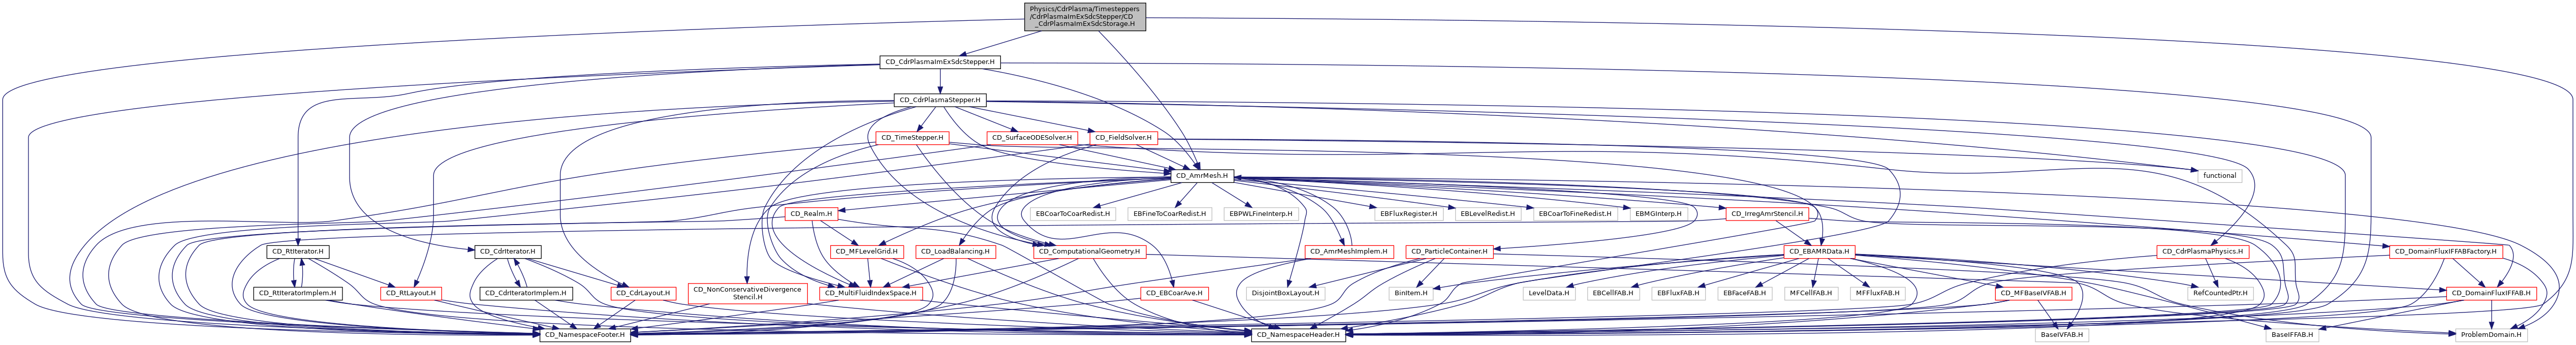 Physics/CdrPlasma/Timesteppers
/CdrPlasmaImExSdcStepper/CD
_CdrPlasmaImExSdcStorage.H
CD_CdrPlasmaImExSdcStepper.H
CD_CdrPlasmaStepper.H
CD_TimeStepper.H
CD_SurfaceODESolver.H
CD_FieldSolver.H
CD_AmrMesh.H
functional
CD_Realm.H
EBCoarToCoarRedist.H
EBFineToCoarRedist.H
EBPWLFineInterp.H
EBFluxRegister.H
EBLevelRedist.H
EBCoarToFineRedist.H
EBMGInterp.H
CD_IrregAmrStencil.H
CD_RtIterator.H
CD_CdrIterator.H
CD_MFLevelGrid.H
CD_LoadBalancing.H
CD_ComputationalGeometry.H
CD_AmrMeshImplem.H
CD_ParticleContainer.H
CD_EBAMRData.H
CD_CdrPlasmaPhysics.H
CD_DomainFluxIFFABFactory.H
CD_RtIteratorImplem.H
CD_RtLayout.H
CD_CdrIteratorImplem.H
CD_CdrLayout.H
CD_NonConservativeDivergence
Stencil.H
CD_MultiFluidIndexSpace.H
CD_EBCoarAve.H
DisjointBoxLayout.H
BinItem.H
LevelData.H
EBCellFAB.H
EBFluxFAB.H
EBFaceFAB.H
MFCellFAB.H
MFFluxFAB.H
CD_MFBaseIVFAB.H
RefCountedPtr.H
CD_DomainFluxIFFAB.H
CD_NamespaceFooter.H
CD_NamespaceHeader.H
BaseIVFAB.H
BaseIFFAB.H
ProblemDomain.H